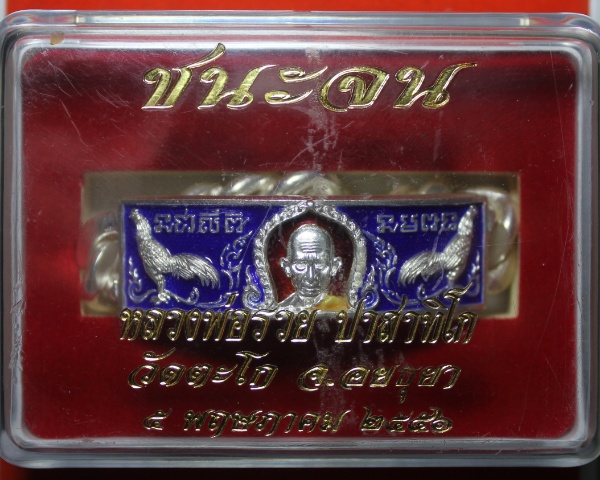 ชนะจน
หลวงพ่อรวย ปาสาทิโก
วัดตะโก จ.อยุธยา
๕ พฤษภาคม ๒๕๕๑